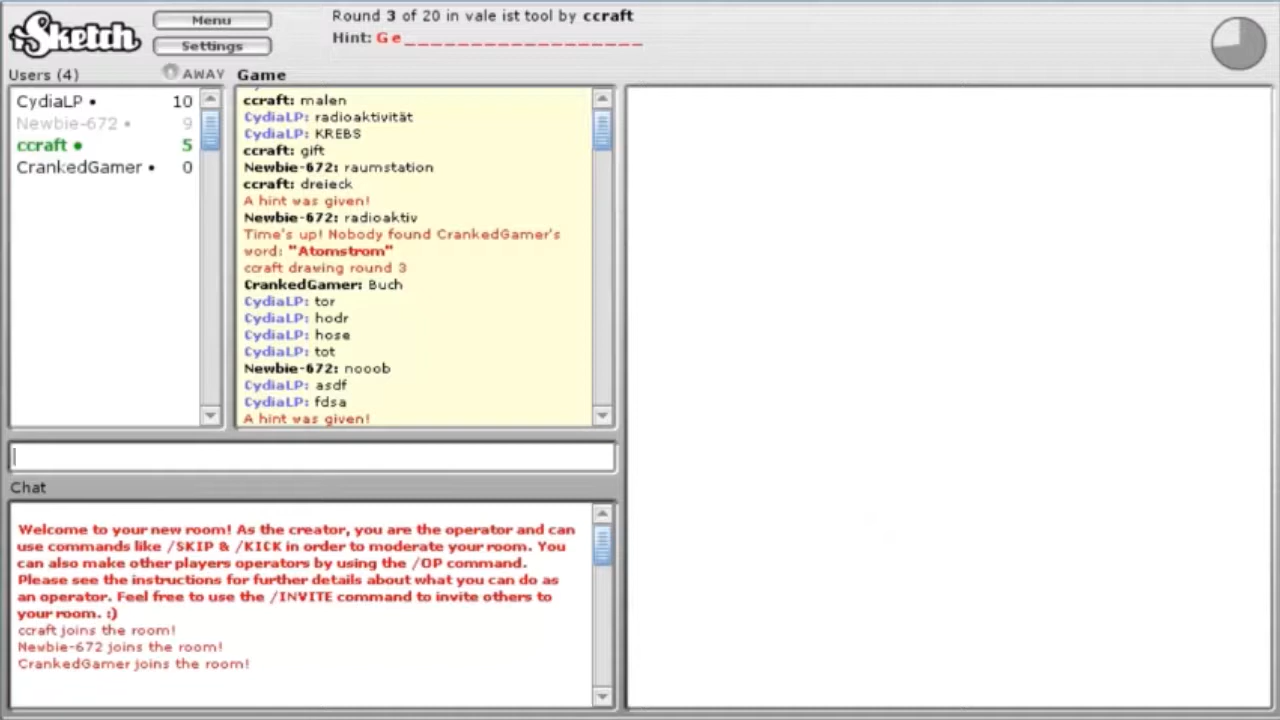 iSketch
Menu
Settings
Round 3 of 20 in vale ist tool by ccraft
Hint: G e _ _ _ _ _ _ _ _ _ _ _ _ _ _ _ _ _
Users (4)
AWAY
CydiaLP • 10
Newbie-672 • 9
ccraft • 5
CrankedGamer • 0
Game
ccraft: malen
CydiaLP: radioaktivität
CydiaLP: KREBS
ccraft: gift
Newbie-672: raumstation
ccraft: dreieck
A hint was given!
Newbie-672: radioaktiv
Time's up! Nobody found CrankedGamer's
word: "Atomstrom"
ccraft drawing round 3
CrankedGamer: Buch
CydiaLP: tor
CydiaLP: hodr
CydiaLP: hose
CydiaLP: tot
Newbie-672: nooob
CydiaLP: asdf
CydiaLP: fdsa
A hint was given!
Chat
Welcome to your new room! As the creator, you are the operator and can
use commands like /SKIP & /KICK in order to moderate your room. You
can also make other players operators by using the /OP command.
Please see the instructions for further details about what you can do as
an operator. Feel free to use the /INVITE command to invite others to
your room. :)
ccraft joins the room!
Newbie-672 joins the room!
CrankedGamer joins the room!